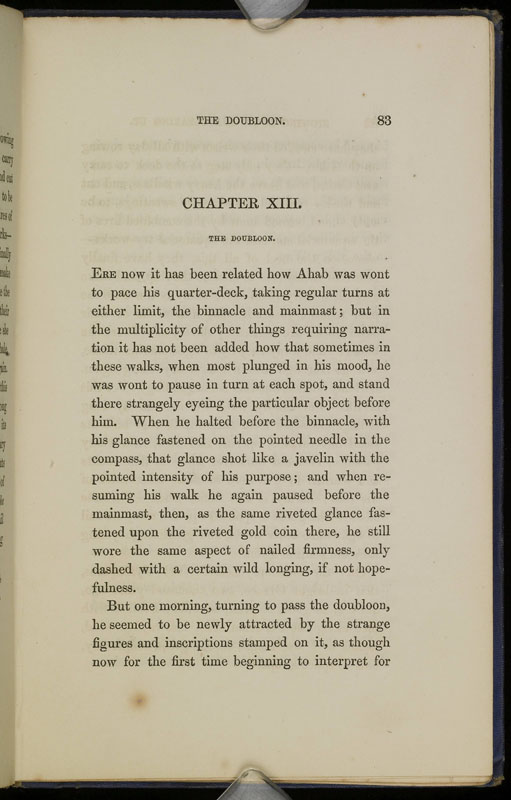 THE DOUBLOON. 83
CHAPTER XIII.
THE DOUBLOON.
ERE now it has been related how Ahab was wont
to pace his quarter-deck, taking regular turns at
either limit, the binnacle and mainmast; but in
the multiplicity of other things requiring narra-
tion it has not been added how that sometimes in
these walks, when most plunged in his mood, he
was wont to pause in turn at each spot, and stand
there strangely eyeing the particular object before
him. When he halted before the binnacle, with
his glance fastened on the pointed needle in the
compass, that glance shot like a javelin with the
pointed intensity of his purpose; and when re-
suming his walk he again paused before the
mainmast, then, as the same riveted glance fas-
tened upon the riveted gold coin there, he still
wore the same aspect of nailed firmness, only
dashed with a certain wild longing, if not hope-
fulness.
But one morning, turning to pass the doubloon,
he seemed to be newly attracted by the strange
figures and inscriptions stamped on it, as though
now for the first time beginning to interpret for